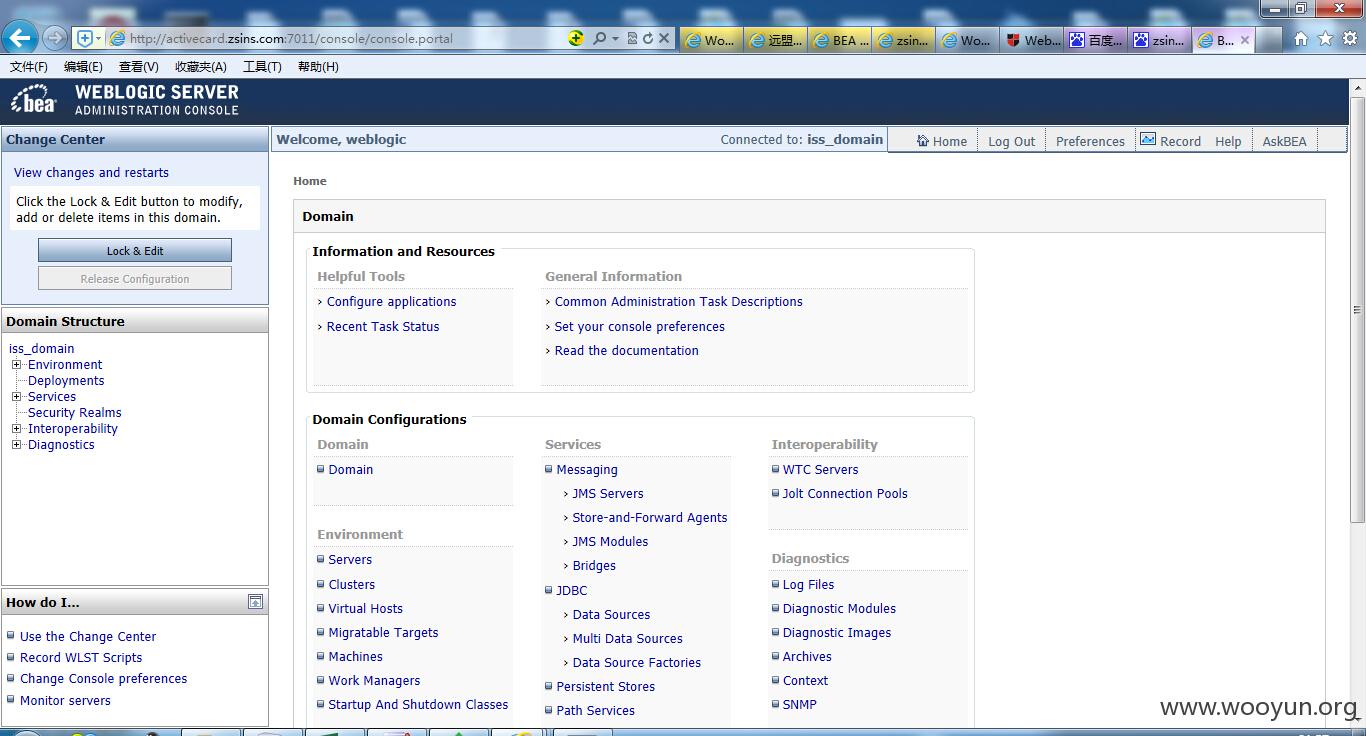 http://activecard.zsins.com:7011/console/console.portal
Wo... 远盟... BEA ... zsin... Wo... Web... 百度... zsin... B...
文件(F) 编辑(E) 查看(V) 收藏夹(A) 工具(T) 帮助(H)
bea WEBLOGIC SERVER
ADMINISTRATION CONSOLE
Change Center
View changes and restarts
Click the Lock & Edit button to modify,
add or delete items in this domain.
Lock & Edit
Release Configuration
Domain Structure
iss_domain
Environment
Deployments
Services
Security Realms
Interoperability
Diagnostics
How do I...
Use the Change Center
Record WLST Scripts
Change Console preferences
Monitor servers
Welcome, weblogic
Connected to: iss_domain
Home Log Out Preferences Record Help AskBEA
Home
Domain
Information and Resources
Helpful Tools
Configure applications
Recent Task Status
General Information
Common Administration Task Descriptions
Set your console preferences
Read the documentation
Domain Configurations
Domain
Domain
Environment
Servers
Clusters
Virtual Hosts
Migratable Targets
Machines
Work Managers
Startup And Shutdown Classes
Services
Messaging
JMS Servers
Store-and-Forward Agents
JMS Modules
Bridges
JDBC
Data Sources
Multi Data Sources
Data Source Factories
Persistent Stores
Path Services
Interoperability
WTC Servers
Jolt Connection Pools
Diagnostics
Log Files
Diagnostic Modules
Diagnostic Images
Archives
Context
SNMP
www.wooyun.org